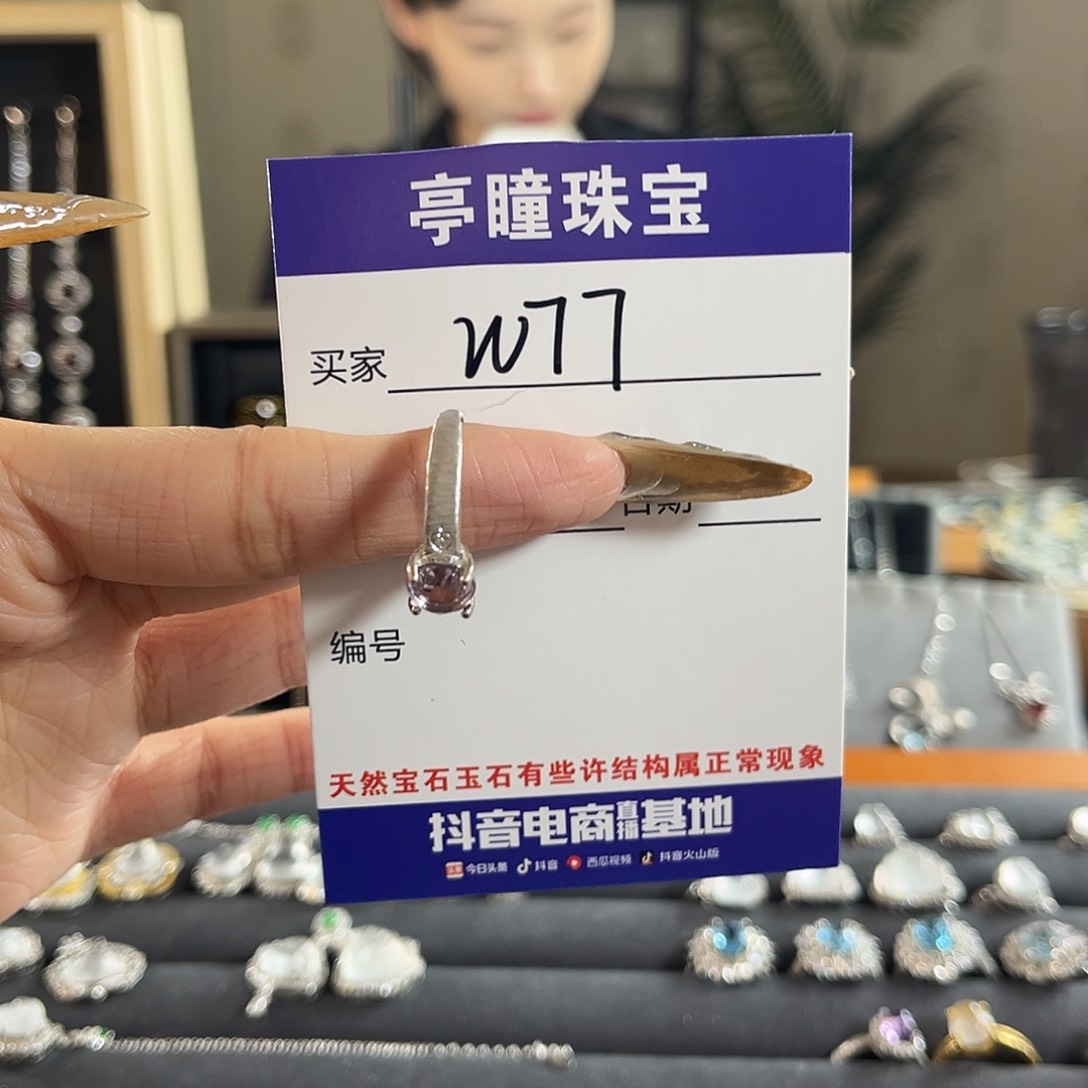 亭瞳珠宝
买家 W77
日期
编号
天然宝石玉石有些许结构属正常现象
抖音电商直播基地
头条 今日头条 抖音 西瓜视频 抖音火山版